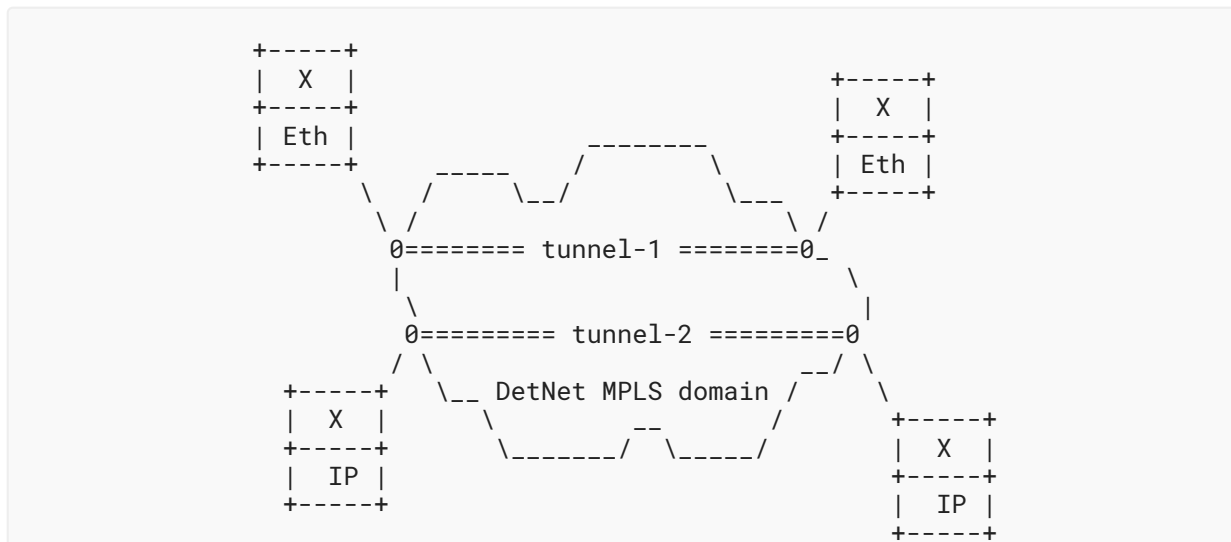 X
X
Eth
Eth
0======== tunnel-1 ========0_
0========= tunnel-2 =========0
DetNet MPLS domain
X
X
IP
IP